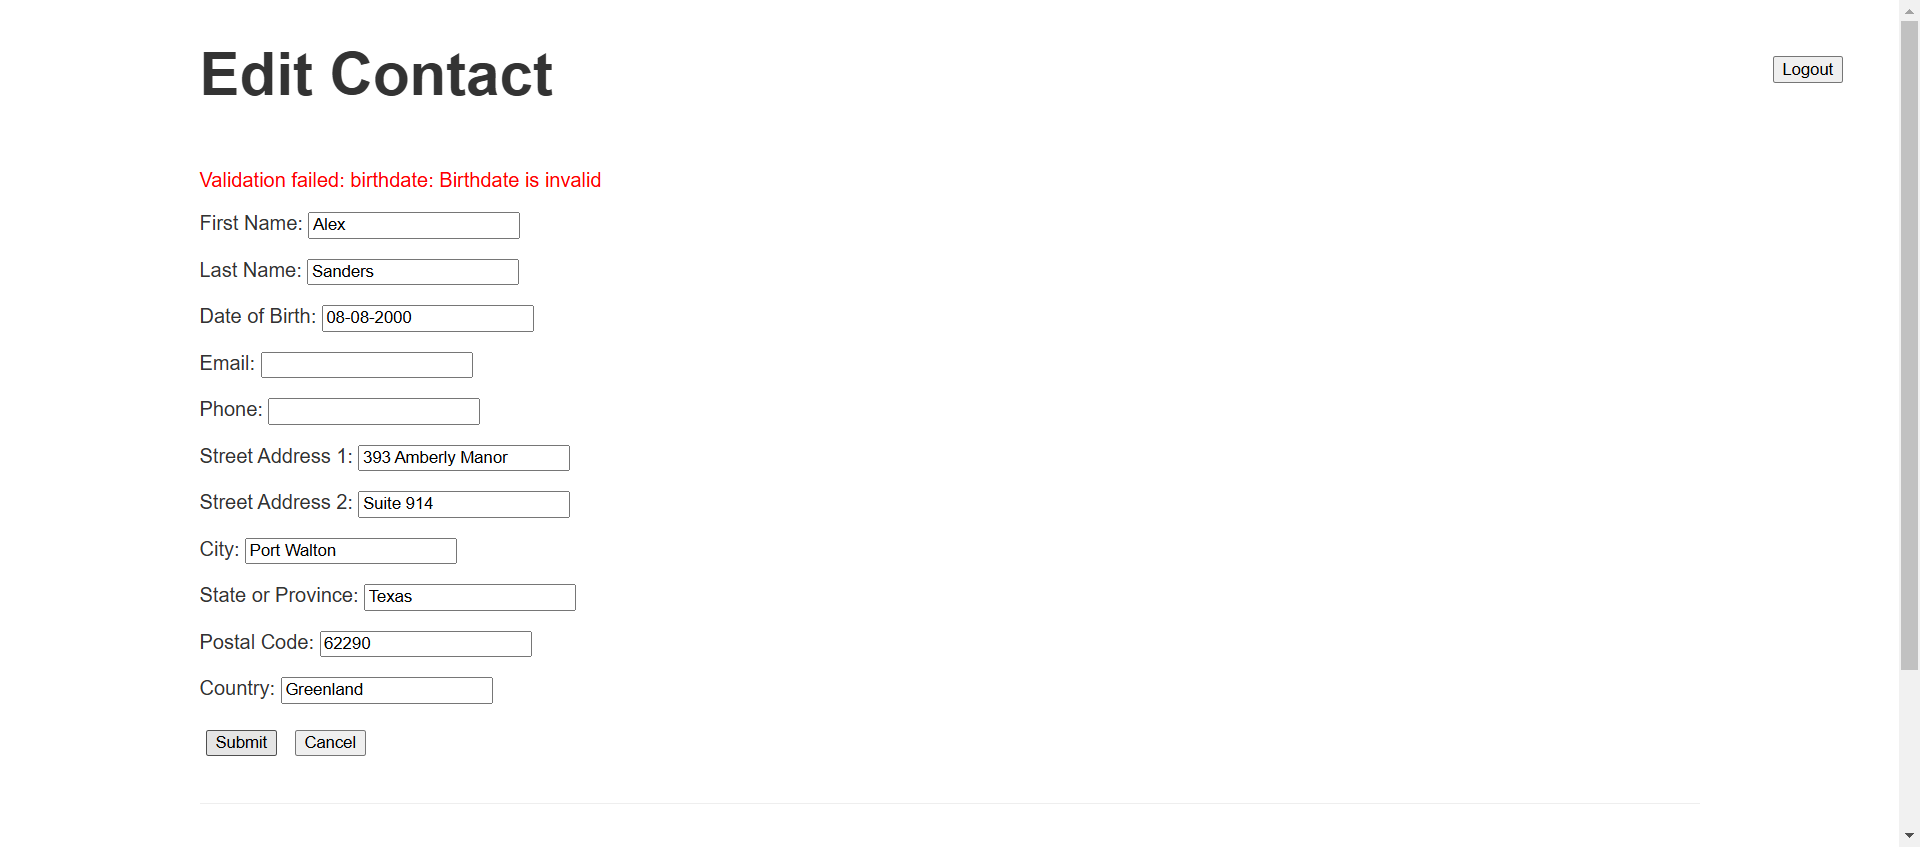 Edit Contact
Logout
Validation failed: birthdate: Birthdate is invalid
First Name: Alex
Last Name: Sanders
Date of Birth: 08-08-2000
Email:
Phone:
Street Address 1: 393 Amberly Manor
Street Address 2: Suite 914
City: Port Walton
State or Province: Texas
Postal Code: 62290
Country: Greenland
Submit Cancel